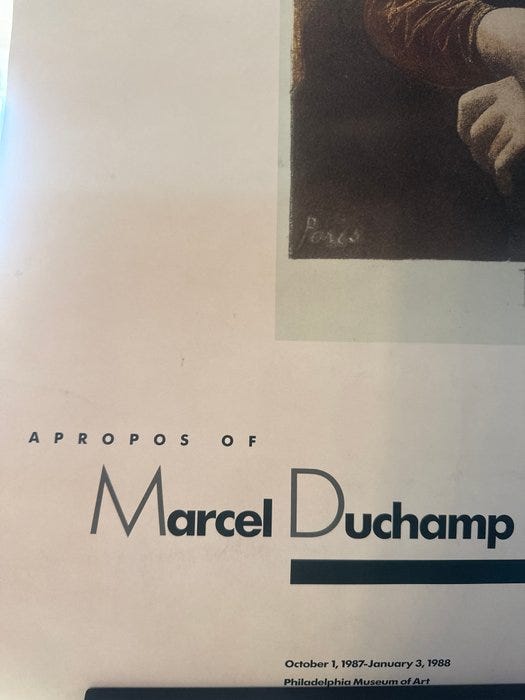 Paris
APROPOS OF
Marcel Duchamp
October 1, 1987-January 3, 1988
Philadelphia Museum of Art